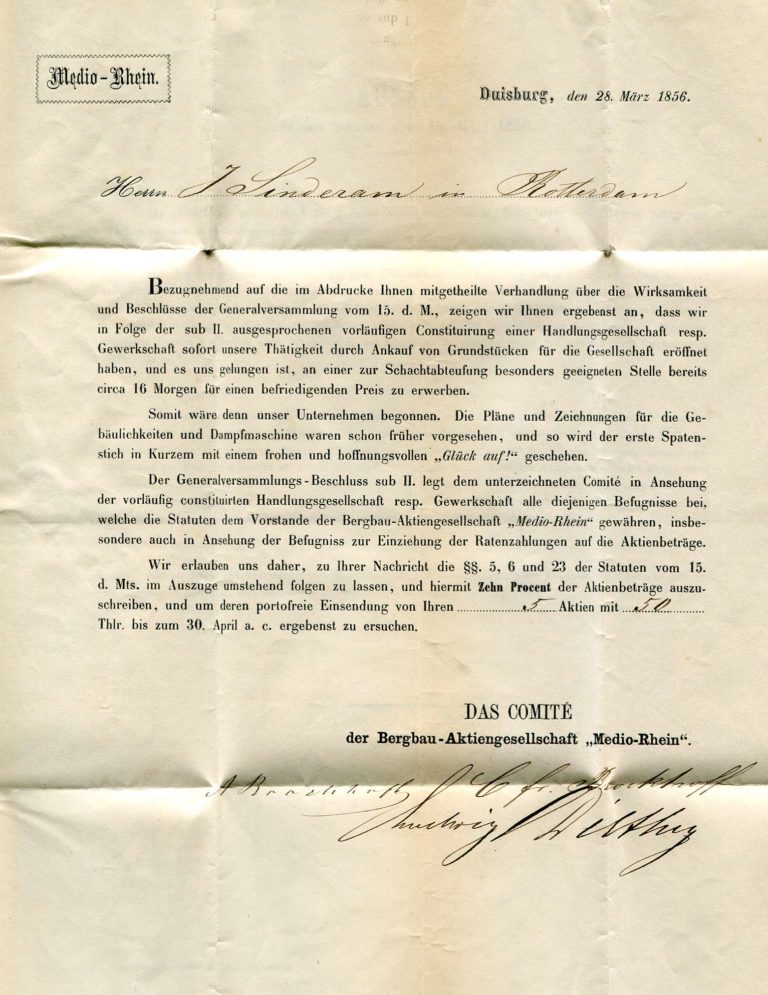 Medio-Rhein.
Duisburg, den 28. März 1856.
Herrn J Sinderam in Rotterdam
Bezugnehmend auf die im Abdrucke Ihnen mitgetheilte Verhandlung über die Wirksamkeit
und Beschlüsse der Generalversammlung vom 15. d. M., zeigen wir Ihnen ergebenst an, dass wir
in Folge der sub II. ausgesprochenen vorläufigen Constituirung einer Handlungsgesellschaft resp.
Gewerkschaft sofort unsere Thätigkeit durch Ankauf von Grundstücken für die Gesellschaft eröffnet
haben, und es uns gelungen ist, an einer zur Schachtabteufung besonders geeigneten Stelle bereits
circa 16 Morgen für einen befriedigenden Preis zu erwerben.
Somit wäre denn unser Unternehmen begonnen. Die Pläne und Zeichnungen für die Ge-
bäulichkeiten und Dampfmaschine waren schon früher vorgesehen, und so wird der erste Spaten-
stich in Kurzem mit einem frohen und hoffnungsvollen „Glück auf!“ geschehen.
Der Generalversammlungs-Beschluss sub II. legt dem unterzeichneten Comité in Ansehung
der vorläufig constituirten Handlungsgesellschaft resp. Gewerkschaft alle diejenigen Befugnisse bei,
welche die Statuten dem Vorstande der Bergbau-Aktiengesellschaft „Medio-Rhein“ gewähren, insbe-
sondere auch in Ansehung der Befugniss zur Einziehung der Ratenzahlungen auf die Aktienbeträge.
Wir erlauben uns daher, zu Ihrer Nachricht die §§. 5, 6 und 23 der Statuten vom 15.
d. Mts. im Auszuge umstehend folgen zu lassen, und hiermit Zehn Procent der Aktienbeträge auszu-
schreiben, und um deren portofreie Einsendung von Ihren 5 Aktien mit 50
Thlr. bis zum 30. April a. c. ergebenst zu ersuchen.
DAS COMITÉ
der Bergbau-Aktiengesellschaft „Medio-Rhein“.